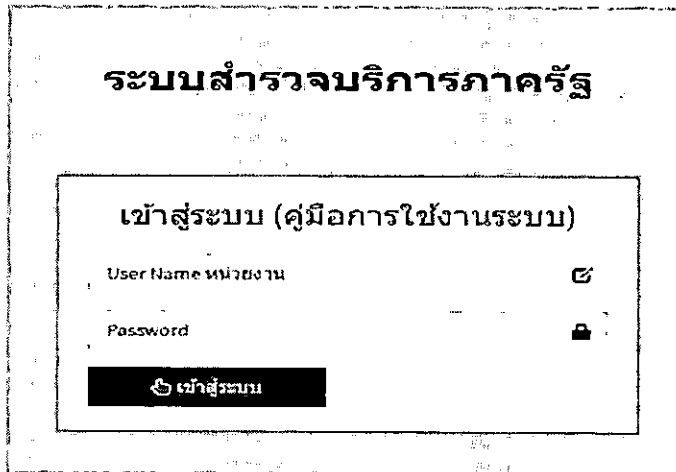 ระบบสำรวจบริการภาครัฐ
เข้าสู่ระบบ (คู่มือการใช้งานระบบ)
User Name หน่วยงาน
Password
เข้าสู่ระบบ